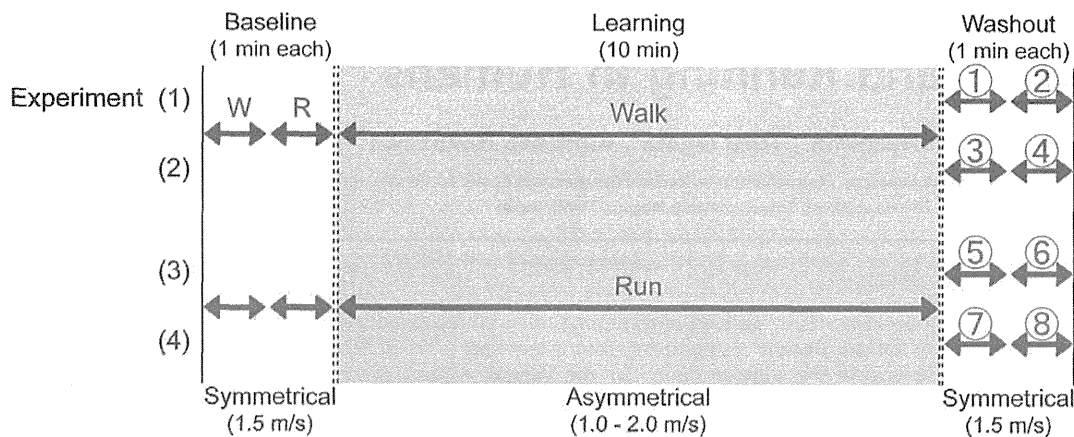 Baseline
(1 min each)
Learning
(10 min)
Washout
(1 min each)
Experiment (1)
W
R
Walk
① ②
(2)
③ ④
(3)
Run
⑤ ⑥
(4)
⑦ ⑧
Symmetrical
(1.5 m/s)
Asymmetrical
(1.0 - 2.0 m/s)
Symmetrical
(1.5 m/s)